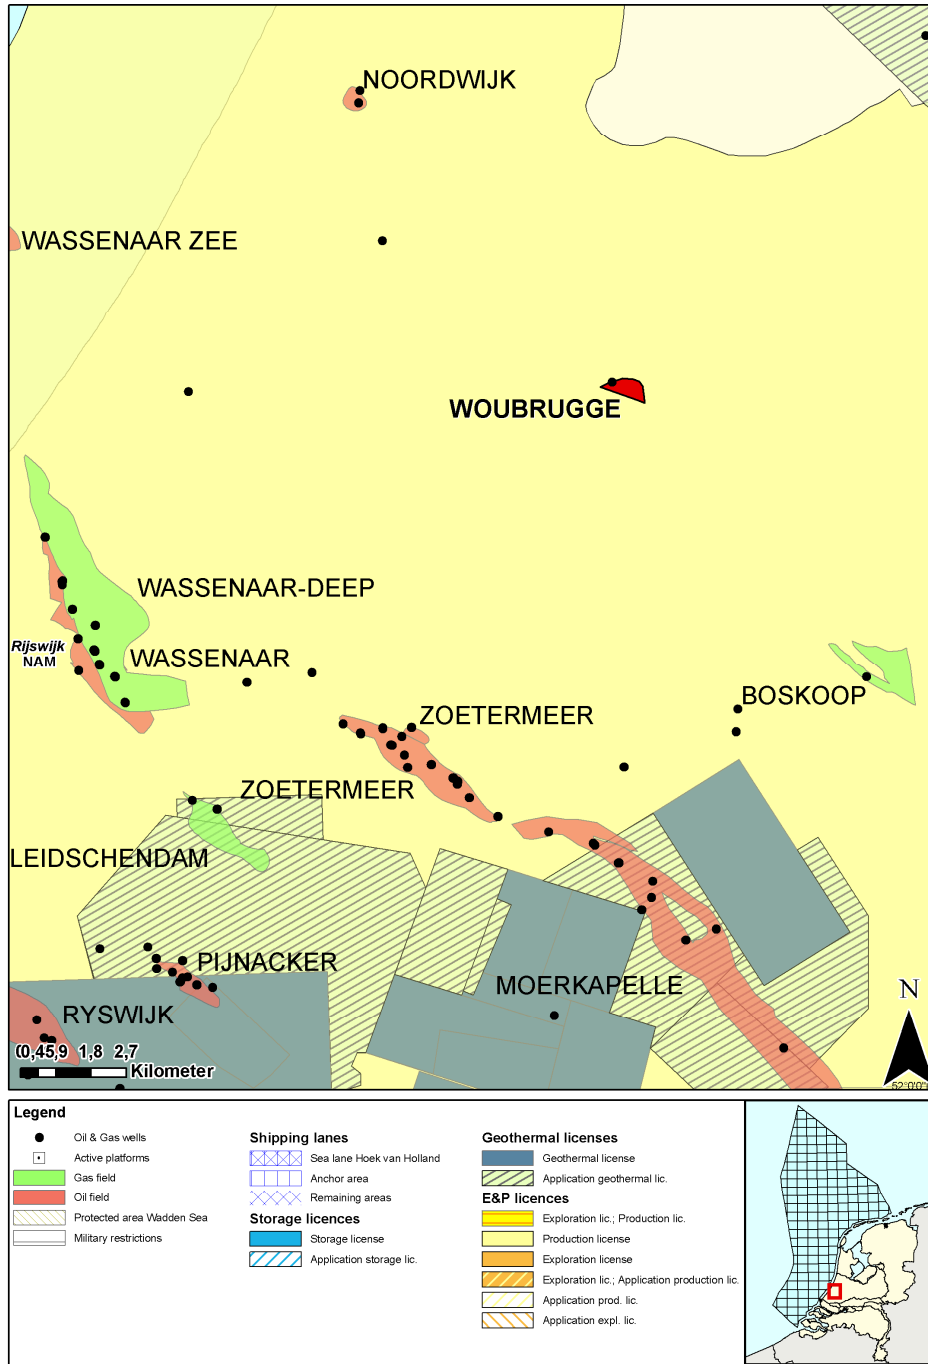 NOORDWIJK
WASSENAAR ZEE
WOUBRUGGE
WASSENAAR-DEEP
Rijswijk
NAM
WASSENAAR
BOSKOOP
ZOETERMEER
ZOETERMEER
LEIDSCHENDAM
PIJNACKER
MOERKAPELLE
N
RYSWIJK
00,45,9 1,8 2,7
Kilometer
52°0'0"
Legend
Oil & Gas wells
Active platforms
Gas field
Oil field
Protected area Wadden Sea
Military restrictions
Shipping lanes
Sea lane Hoek van Holland
Anchor area
Remaining areas
Storage licences
Storage license
Application storage lic.
Geothermal licenses
Geothermal license
Application geothermal lic.
E&P licences
Exploration lic.; Production lic.
Production license
Exploration license
Exploration lic.; Application production lic.
Application prod. lic.
Application expl. lic.